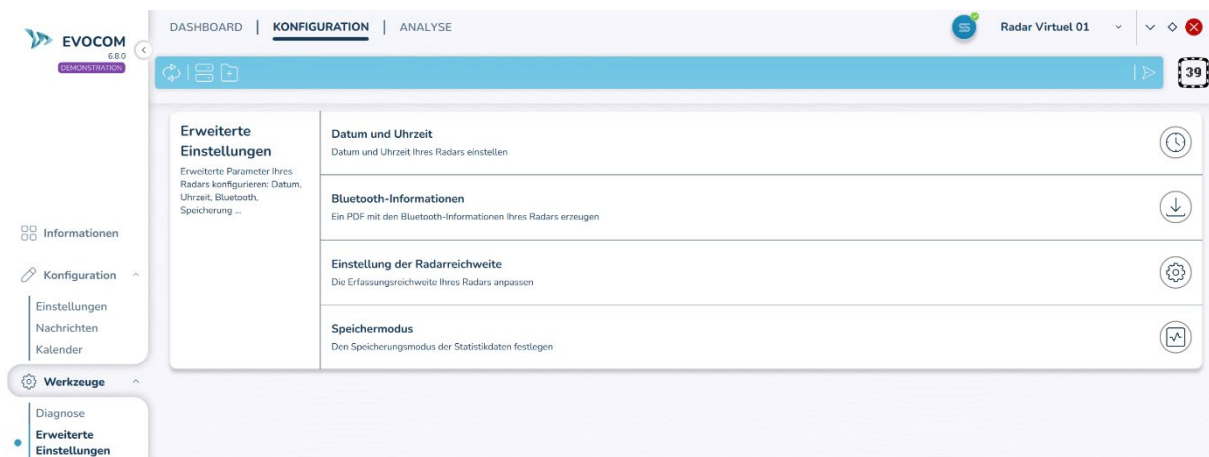 EVOCOM
6.8.0
DEMONSTRATION
DASHBOARD | KONFIGURATION | ANALYSE
Radar Virtuel 01
39
Informationen
Konfiguration
Einstellungen
Nachrichten
Kalender
Werkzeuge
Diagnose
Erweiterte
Einstellungen
Erweiterte
Einstellungen
Erweiterte Parameter Ihres
Radars konfigurieren: Datum,
Uhrzeit, Bluetooth,
Speicherung ...
Datum und Uhrzeit
Datum und Uhrzeit Ihres Radars einstellen
Bluetooth-Informationen
Ein PDF mit den Bluetooth-Informationen Ihres Radars erzeugen
Einstellung der Radarreichweite
Die Erfassungsreichweite Ihres Radars anpassen
Speichermodus
Den Speicherungsmodus der Statistikdaten festlegen